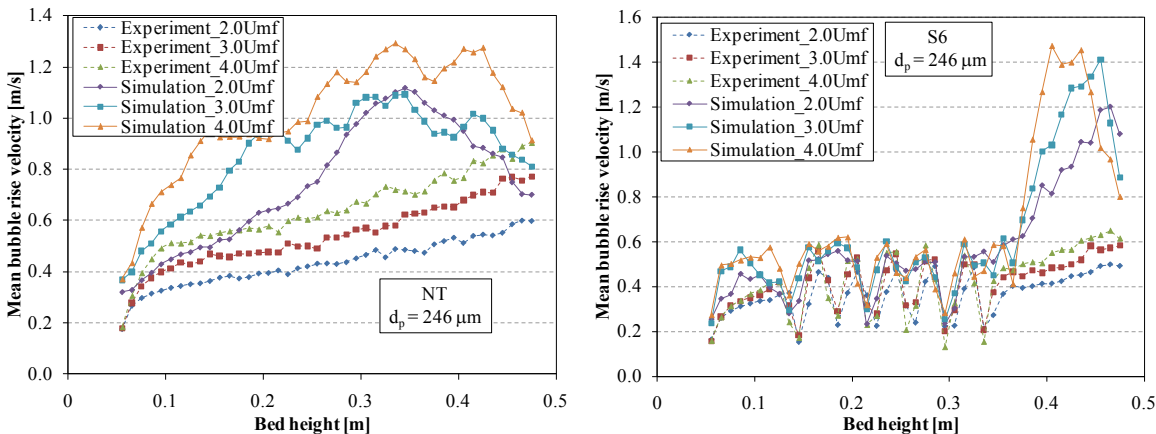 1.4
1.2
1.0
0.8
0.6
0.4
0.2
0.0
Mean bubble rise velocity [m/s]
Experiment_2.0Umf
Experiment_3.0Umf
Experiment_4.0Umf
Simulation_2.0Umf
Simulation_3.0Umf
Simulation_4.0Umf
NT
dp = 246 μm
0 0.1 0.2 0.3 0.4 0.5
Bed height [m]
1.6
1.4
1.2
1.0
0.8
0.6
0.4
0.2
0.0
Mean bubble rise velocity [m/s]
Experiment_2.0Umf
Experiment_3.0Umf
Experiment_4.0Umf
Simulation_2.0Umf
Simulation_3.0Umf
Simulation_4.0Umf
S6
dp = 246 μm
0 0.1 0.2 0.3 0.4 0.5
Bed height [m]